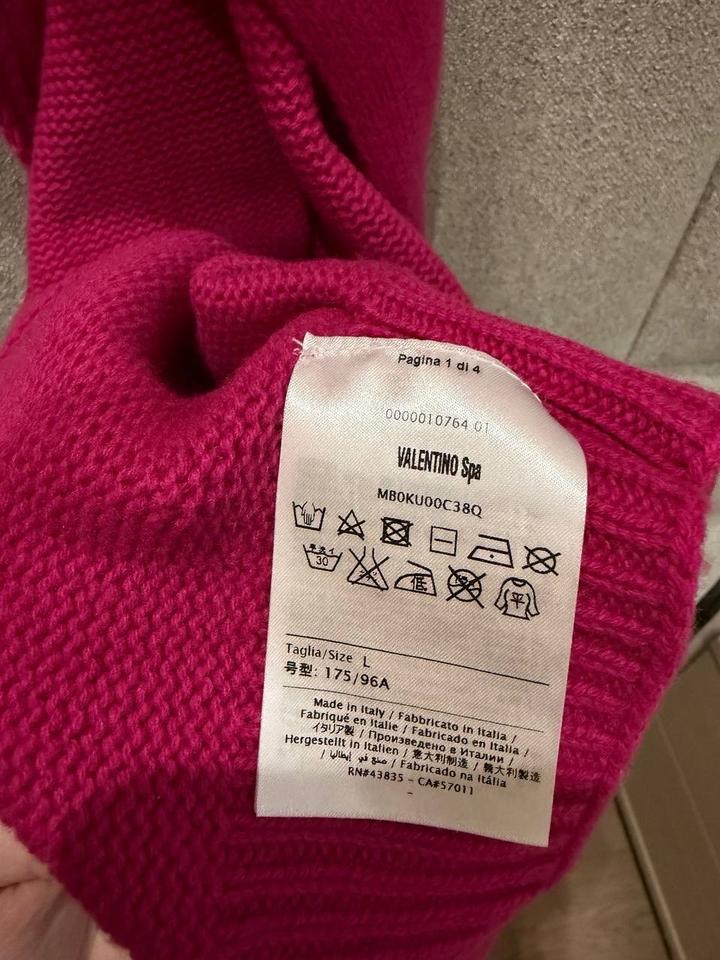 Pagina 1 di 4
0000010764 01
VALENTINO Spa
MB0KU00C38Q
30
低
平
Taglia/Size L
号型: 175/96A
Made in Italy / Fabbricato in Italia /
Fabriqué en Italie / Fabricado en Italia /
イタリア製 / Произведено в Италии /
Hergestellt in Italien / 意大利制造 / 義大利製造
/ صنع في إيطاليا / Fabricado na Itália
RN#43835 - CA#57011
-